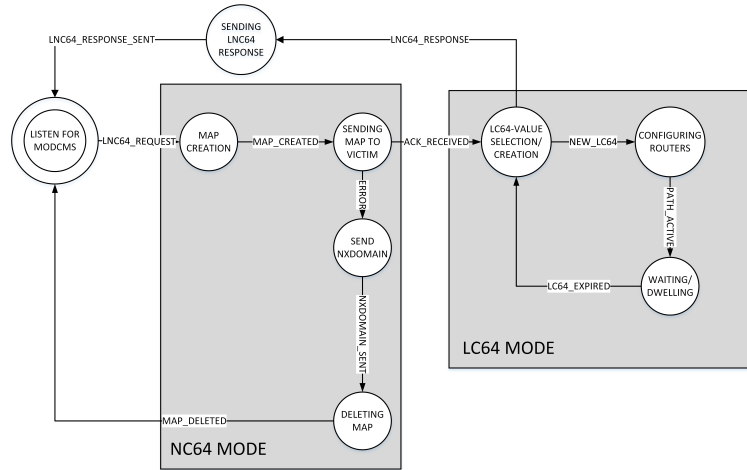 SENDING
LNC64
RESPONSE
LNC64_RESPONSE_SENT
LNC64_RESPONSE
LISTEN FOR
MODCMS
LNC64_REQUEST
MAP
CREATION
MAP_CREATED
SENDING
MAP TO
VICTIM
ACK_RECEIVED
LC64-VALUE
SELECTION/
CREATION
NEW_LC64
CONFIGURING
ROUTERS
ERROR
PATH_ACTIVE
SEND
NXDOMAIN
WAITING/
DWELLING
LC64_EXPIRED
NXDOMAIN_SENT
LC64 MODE
DELETING
MAP
MAP_DELETED
NC64 MODE